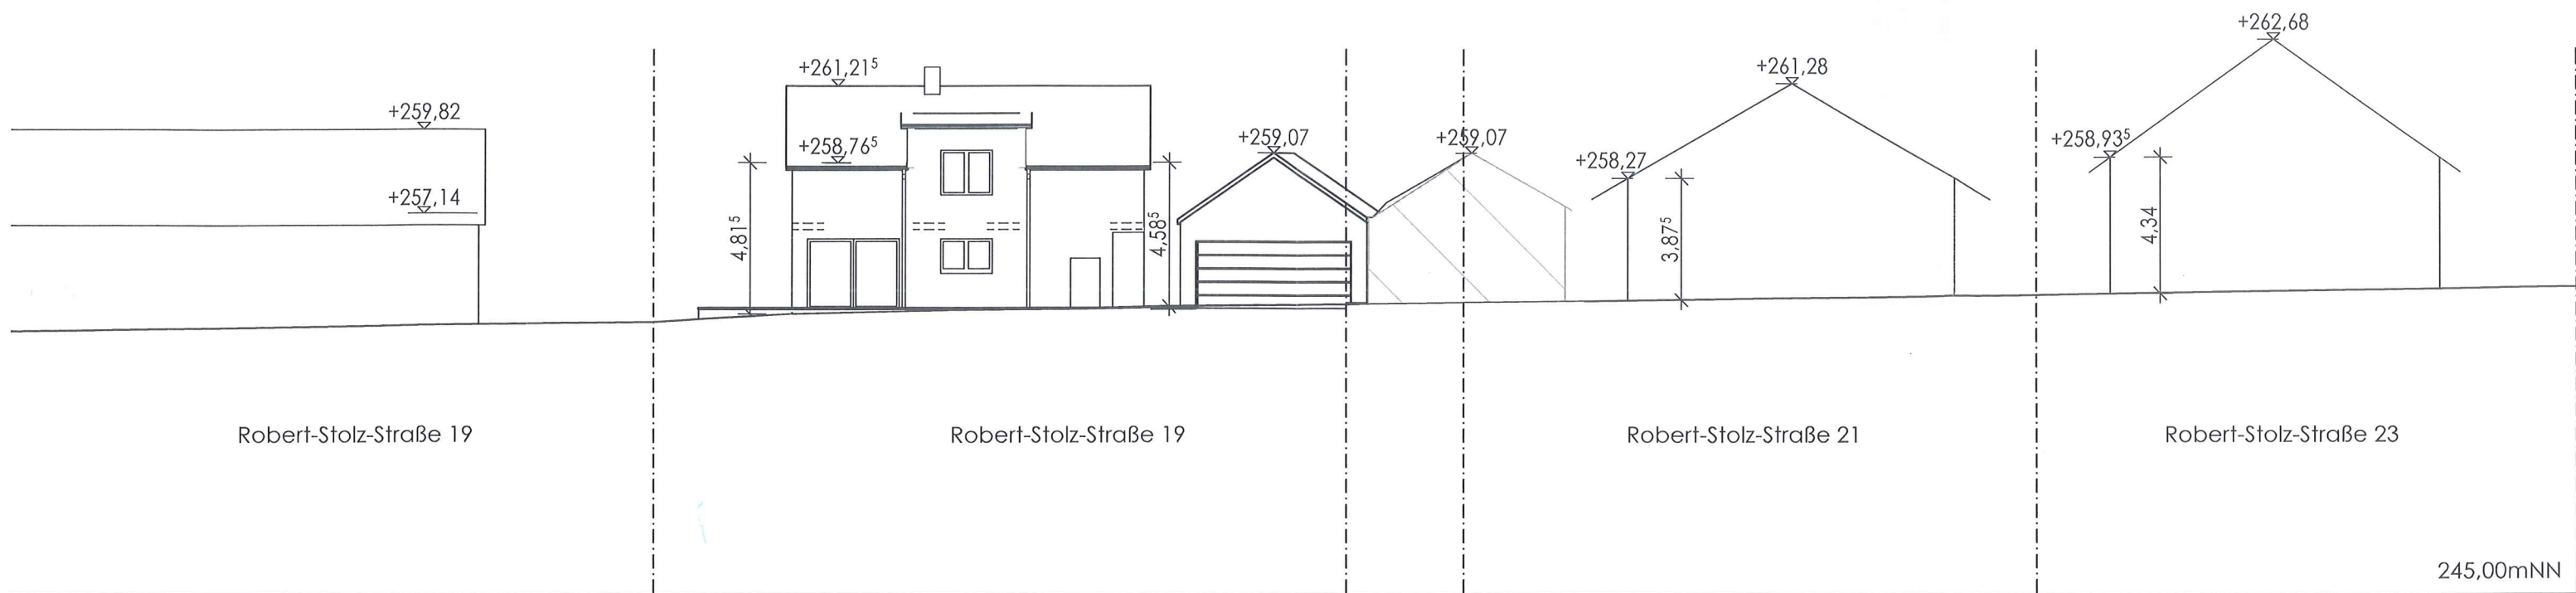 +262,68
+261,21⁵
+261,28
+259,82
+258,76⁵
+259,07
+259,07
+258,27
+258,93⁵
+257,14
4,81⁵
4,58⁵
3,87⁵
4,34
Robert-Stolz-Straße 19
Robert-Stolz-Straße 19
Robert-Stolz-Straße 21
Robert-Stolz-Straße 23
245,00mNN